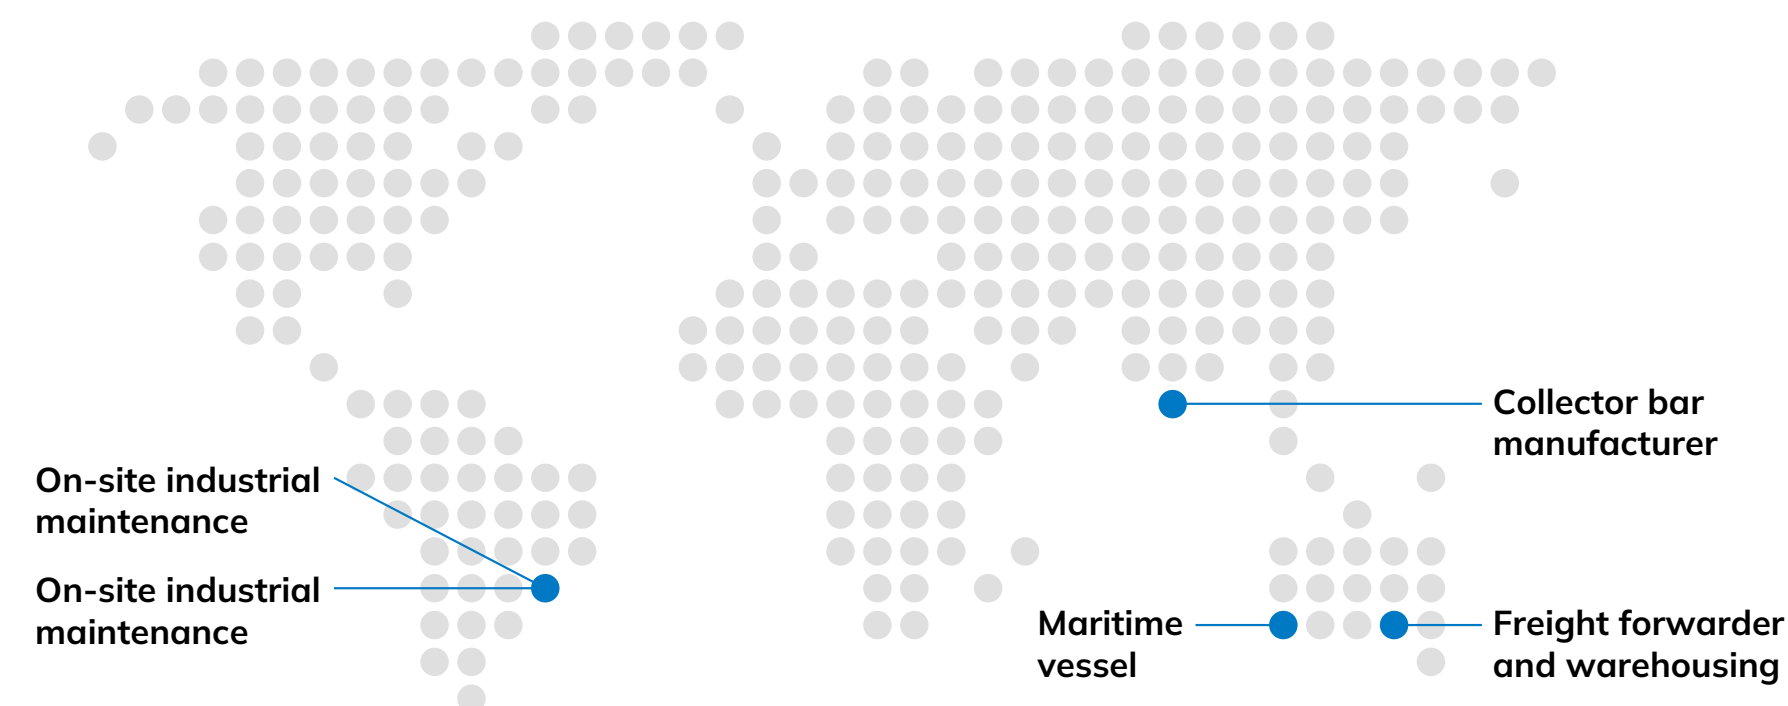 Collector bar
manufacturer
On-site industrial
maintenance
On-site industrial
maintenance
Maritime
vessel
Freight forwarder
and warehousing